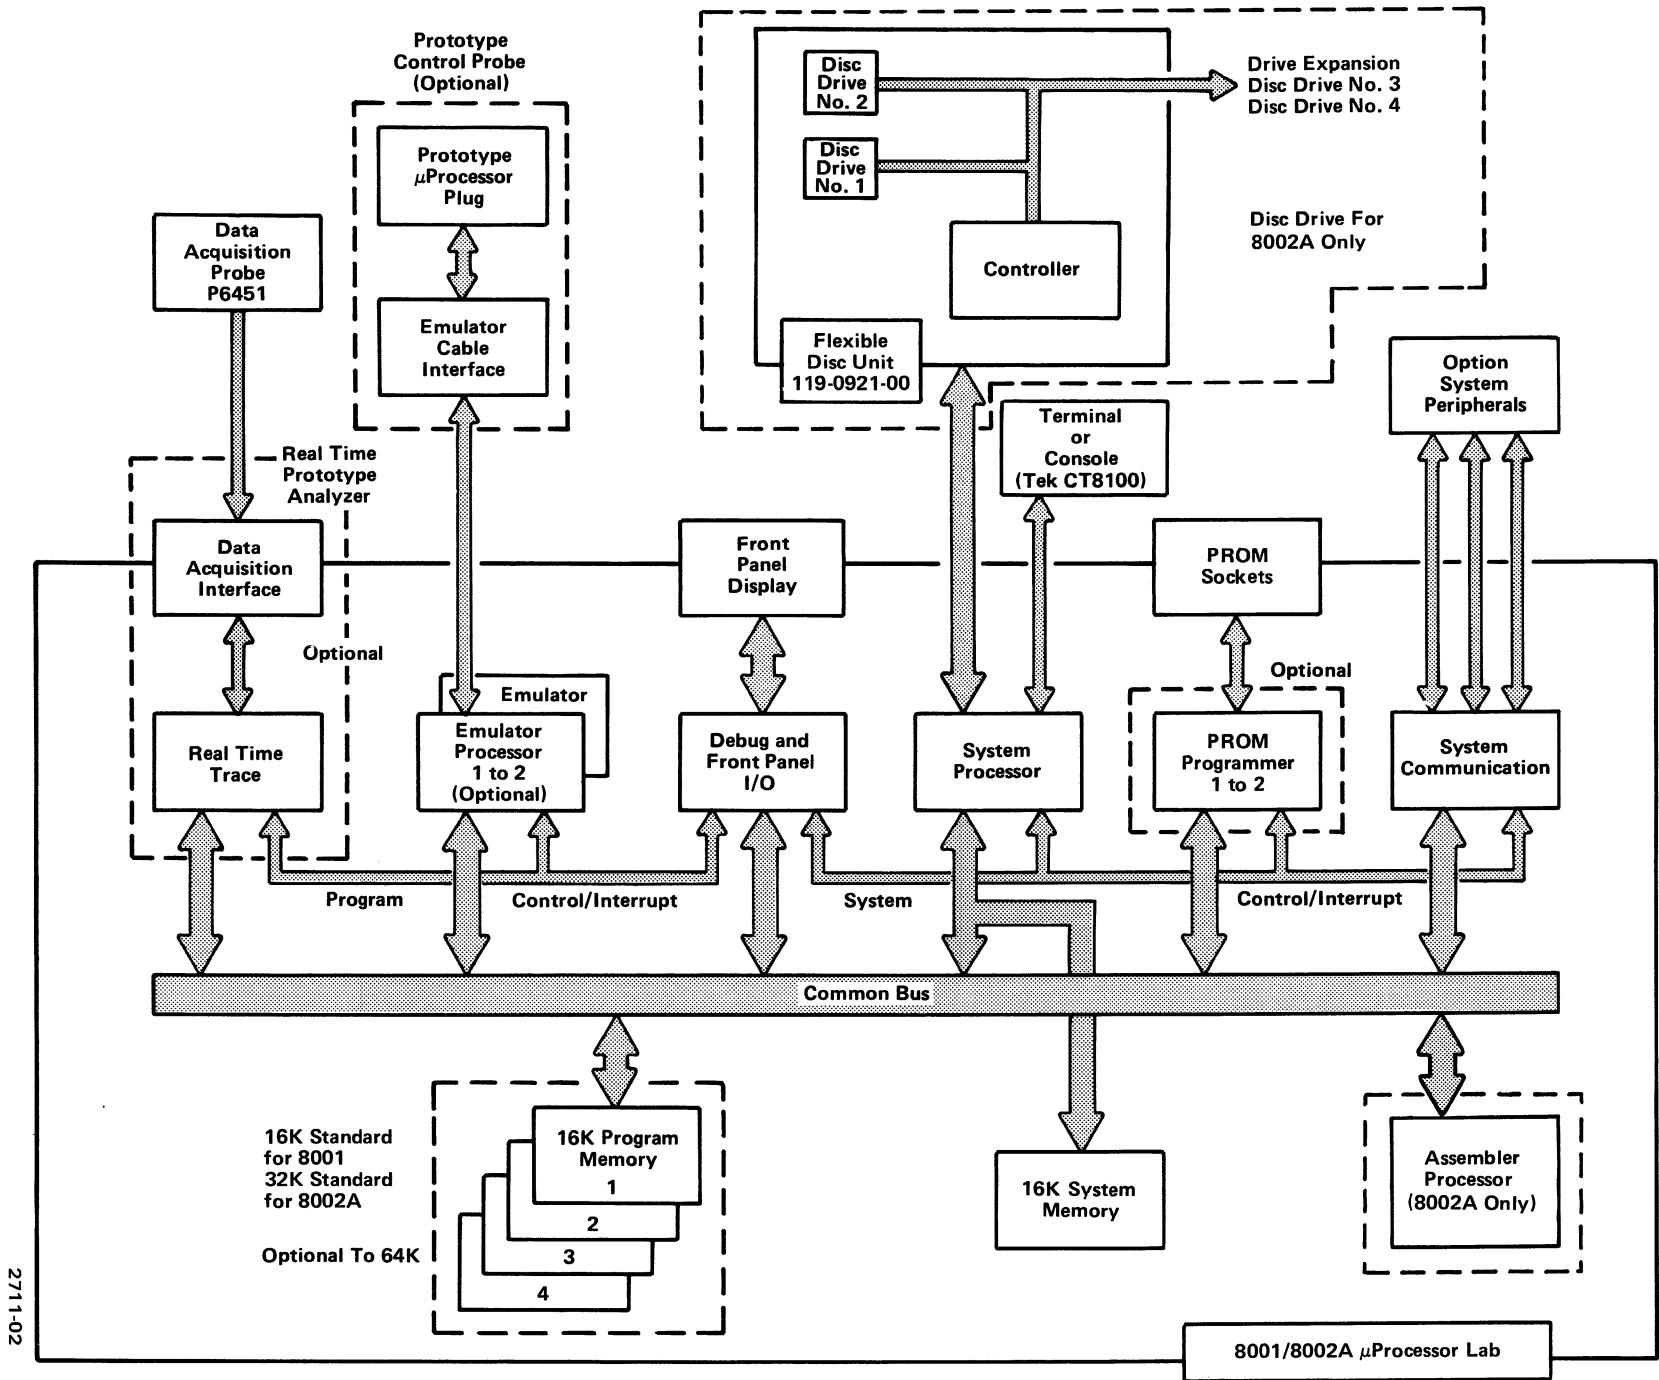 Prototype
Control Probe
(Optional)
Disc
Drive
No. 2
Drive Expansion
Disc Drive No. 3
Disc Drive No. 4
Disc
Drive
No. 1
Prototype
μProcessor
Plug
Data
Acquisition
Probe
P6451
Disc Drive For
8002A Only
Controller
Emulator
Cable
Interface
Flexible
Disc Unit
119-0921-00
Option
System
Peripherals
Terminal
or
Console
(Tek CT8100)
Real Time
Prototype
Analyzer
Data
Acquisition
Interface
Front
Panel
Display
PROM
Sockets
Optional
Optional
Emulator
Real Time
Trace
Emulator
Processor
1 to 2
(Optional)
Debug and
Front Panel
I/O
System
Processor
PROM
Programmer
1 to 2
System
Communication
Program
Control/Interrupt
System
Control/Interrupt
Common Bus
16K Standard
for 8001
32K Standard
for 8002A
Optional To 64K
16K Program
Memory
1
2
3
4
16K System
Memory
Assembler
Processor
(8002A Only)
2711-02
8001/8002A μProcessor Lab